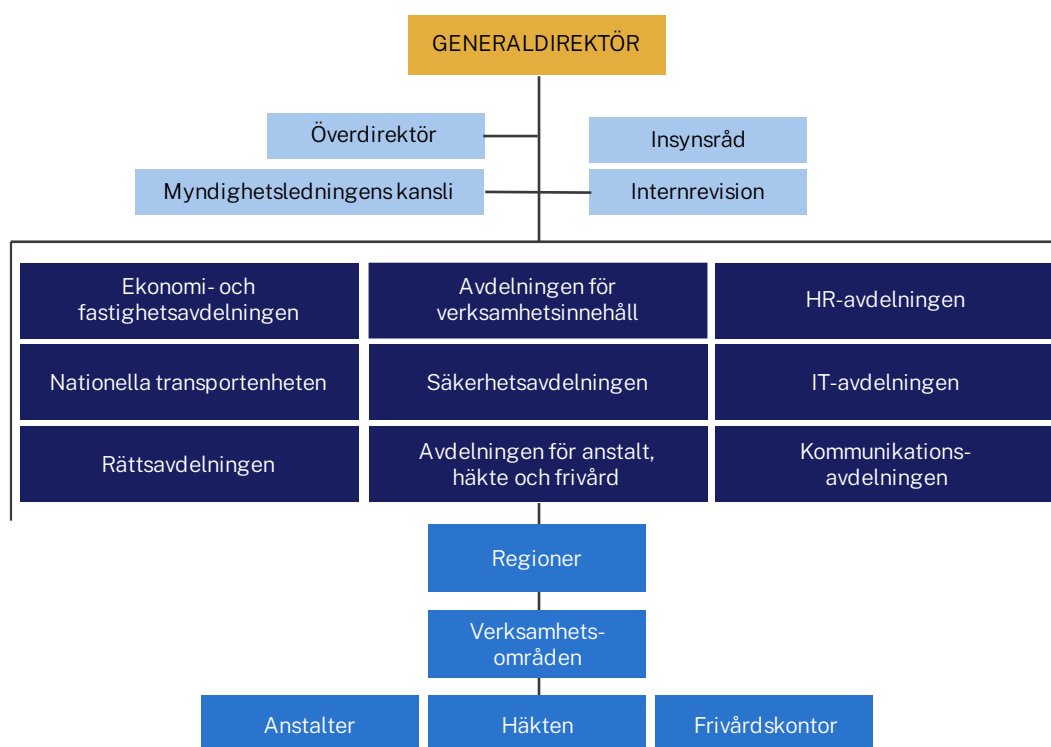 GENERALDIREKTÖR
Överdirektör
Insynsråd
Myndighetsledningens kansli
Internrevision
Ekonomi- och
fastighetsavdelningen
Avdelningen för
verksamhetsinnehåll
HR-avdelningen
Nationella transportenheten
Säkerhetsavdelningen
IT-avdelningen
Rättsavdelningen
Avdelningen för anstalt,
häkte och frivård
Kommunikations-
avdelningen
Regioner
Verksamhets-
områden
Anstalter
Häkten
Frivårdskontor